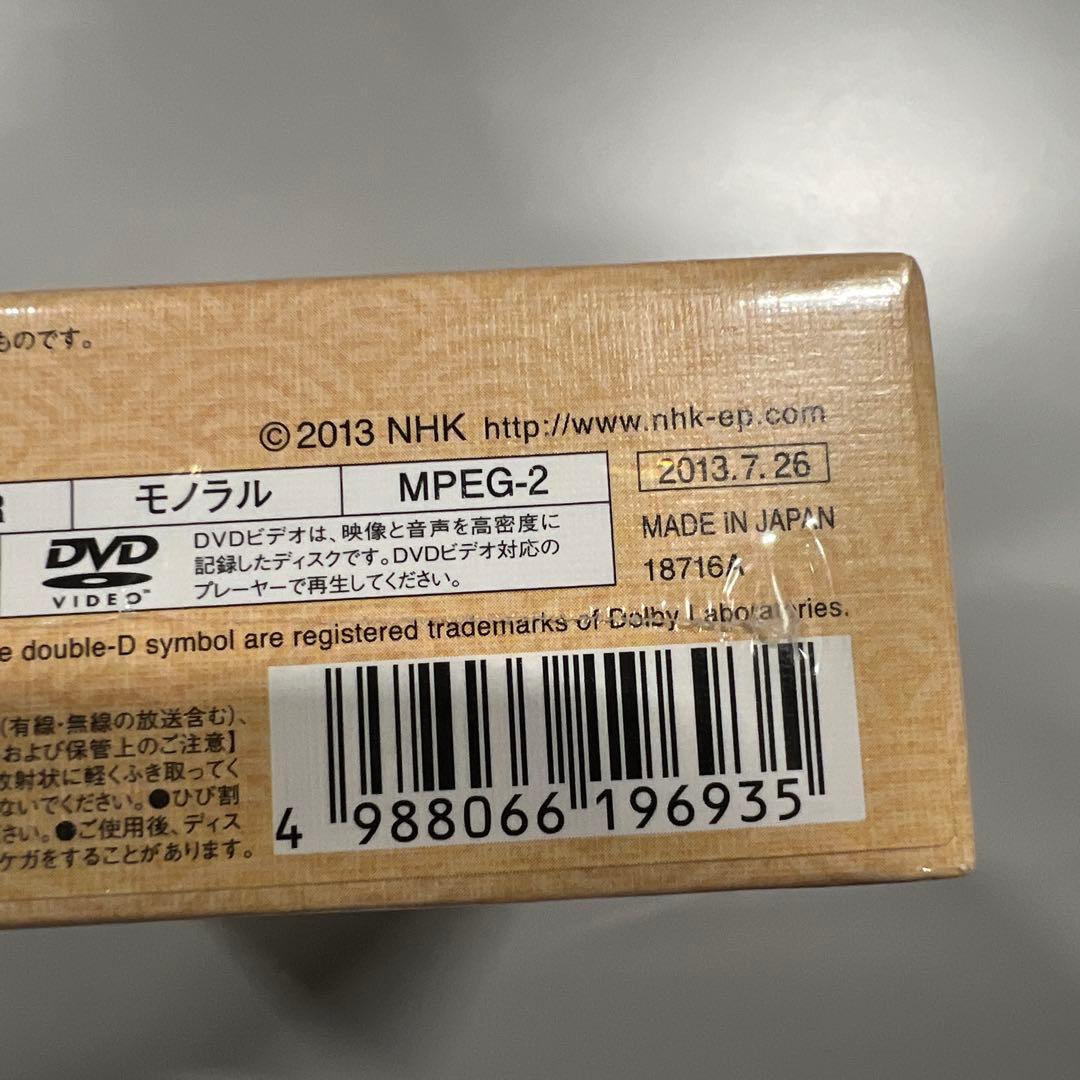 ものです。
©2013 NHK http://www.nhk-ep.com
R モノラル MPEG-2 2013.7.26
DVD VIDEO™
DVDビデオは、映像と音声を高密度に
記録したディスクです。DVDビデオ対応の
プレーヤーで再生してください。
MADE IN JAPAN
18716A
e double-D symbol are registered trademarks of Dolby Laboratories.
(有線・無線の放送含む)、
および保管上のご注意】
放射状に軽くふき取ってく
ないでください。●ひび割
さい。●ご使用後、ディス
ケガをすることがあります。
4 988066 196935